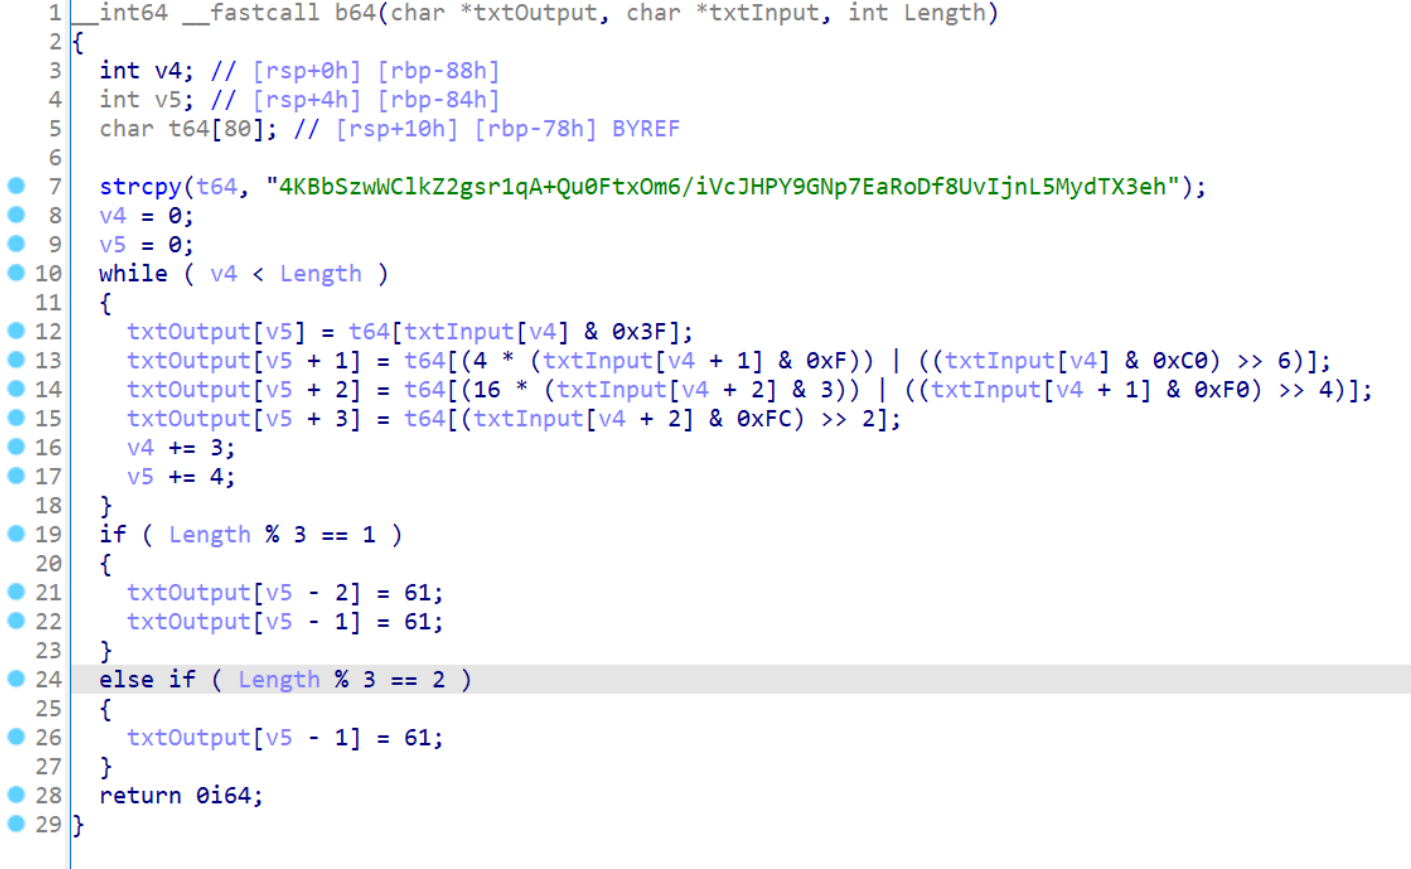 1 __int64 __fastcall b64(char *txtOutput, char *txtInput, int Length)
2 {
3 int v4; // [rsp+0h] [rbp-88h]
4 int v5; // [rsp+4h] [rbp-84h]
5 char t64[80]; // [rsp+10h] [rbp-78h] BYREF
6
7 strcpy(t64, "4KBbSzwWClkZ2gsr1qA+Qu0FtxOm6/iVcJHPY9GNp7EaRoDf8UvIjnL5MydTX3eh");
8 v4 = 0;
9 v5 = 0;
10 while ( v4 < Length )
11 {
12 txtOutput[v5] = t64[txtInput[v4] & 0x3F];
13 txtOutput[v5 + 1] = t64[(4 * (txtInput[v4 + 1] & 0xF)) | ((txtInput[v4] & 0xC0) >> 6)];
14 txtOutput[v5 + 2] = t64[(16 * (txtInput[v4 + 2] & 3)) | ((txtInput[v4 + 1] & 0xF0) >> 4)];
15 txtOutput[v5 + 3] = t64[(txtInput[v4 + 2] & 0xFC) >> 2];
16 v4 += 3;
17 v5 += 4;
18 }
19 if ( Length % 3 == 1 )
20 {
21 txtOutput[v5 - 2] = 61;
22 txtOutput[v5 - 1] = 61;
23 }
24 else if ( Length % 3 == 2 )
25 {
26 txtOutput[v5 - 1] = 61;
27 }
28 return 0i64;
29 }